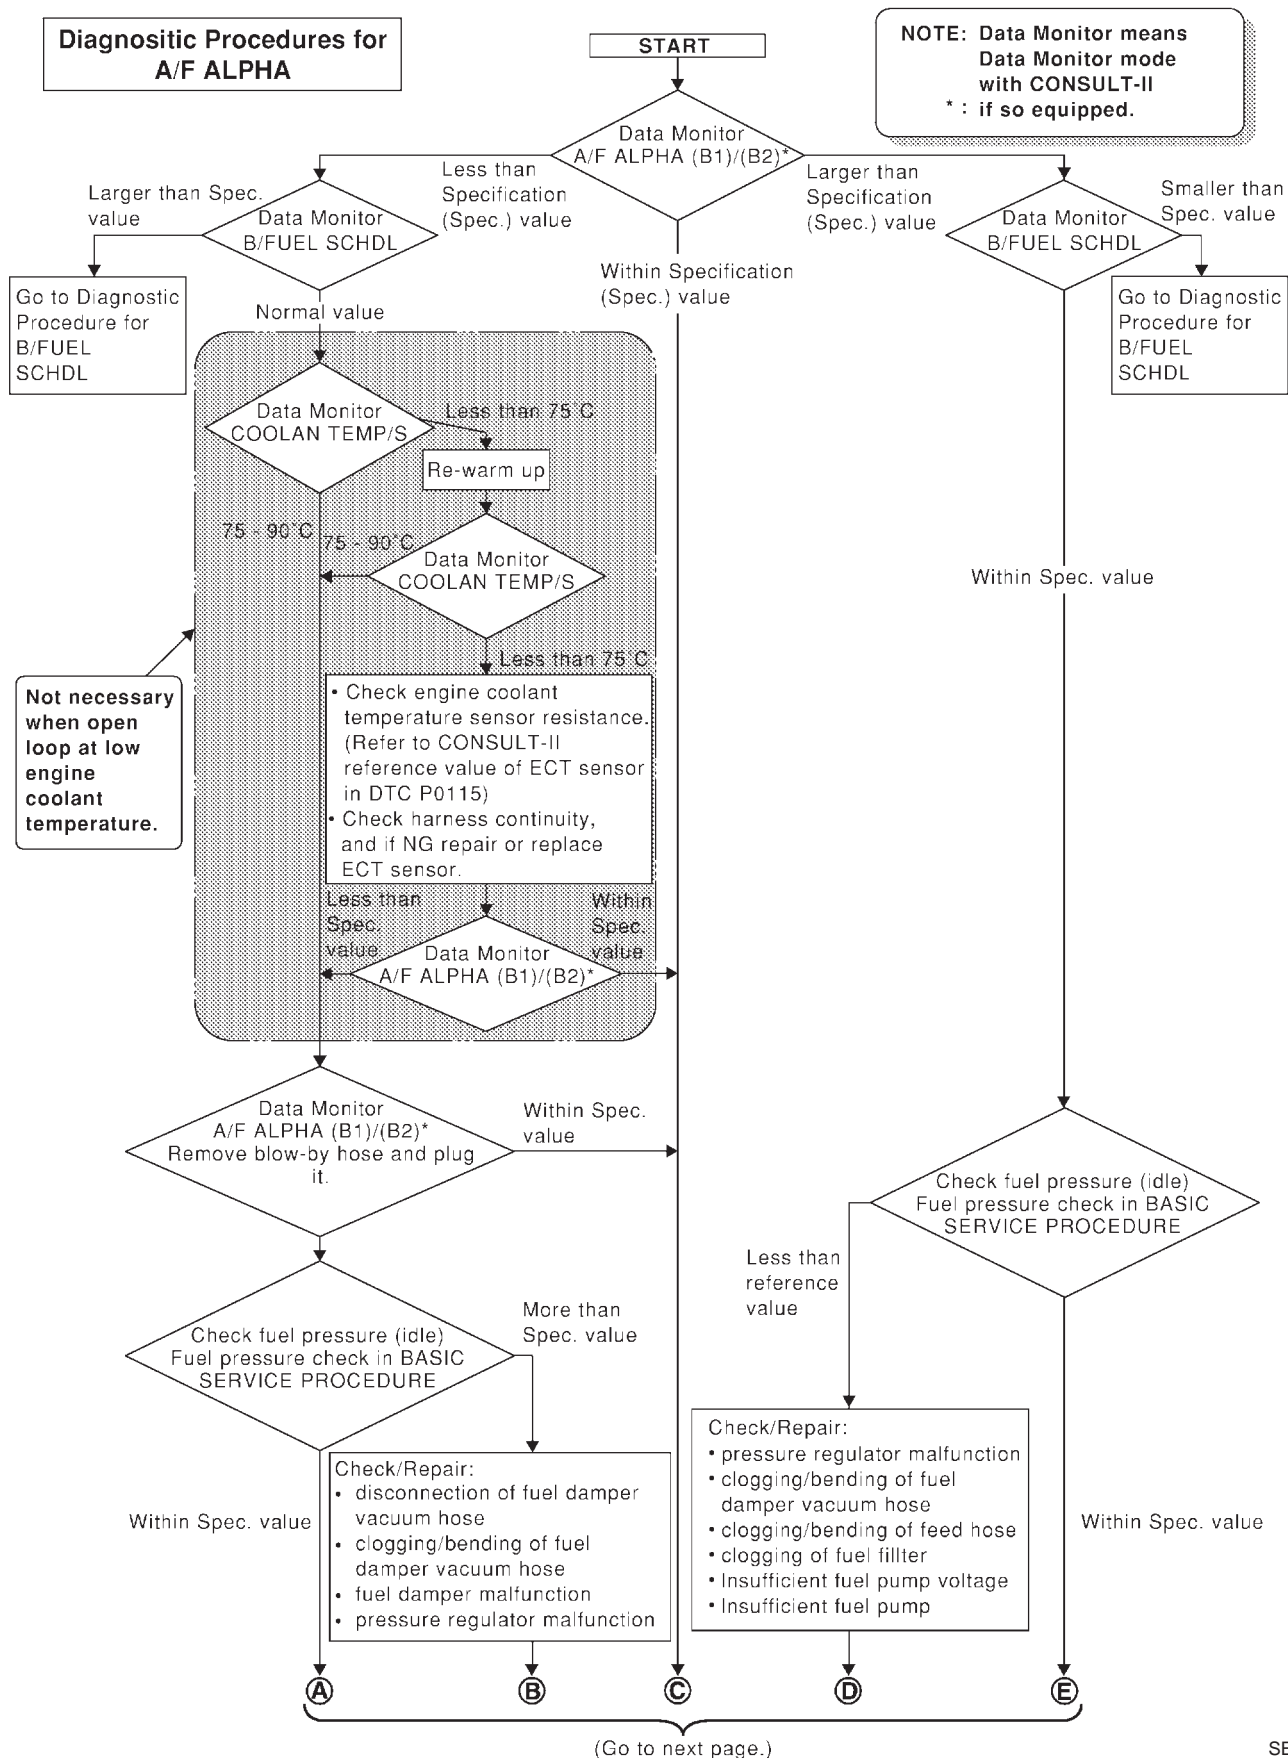 Diagnositic Procedures for
A/F ALPHA
START
NOTE: Data Monitor means
Data Monitor mode
with CONSULT-II
* : if so equipped.
Data Monitor
A/F ALPHA (B1)/(B2)*
Less than
Specification
(Spec.) value
Larger than
Specification
(Spec.) value
Within Specification
(Spec.) value
Larger than Spec.
value
Data Monitor
B/FUEL SCHDL
Go to Diagnostic
Procedure for
B/FUEL
SCHDL
Normal value
Data Monitor
B/FUEL SCHDL
Smaller than
Spec. value
Go to Diagnostic
Procedure for
B/FUEL
SCHDL
Data Monitor
COOLAN TEMP/S
Less than 75°C
Re-warm up
75 - 90°C
75 - 90°C
Data Monitor
COOLAN TEMP/S
Less than 75°C
Within Spec. value
Not necessary
when open
loop at low
engine
coolant
temperature.
• Check engine coolant
temperature sensor resistance.
(Refer to CONSULT-II
reference value of ECT sensor
in DTC P0115)
• Check harness continuity,
and if NG repair or replace
ECT sensor.
Less than
Spec.
value
Within
Spec.
value
Data Monitor
A/F ALPHA (B1)/(B2)*
Data Monitor
A/F ALPHA (B1)/(B2)*
Remove blow-by hose and plug
it.
Within Spec.
value
Check fuel pressure (idle)
Fuel pressure check in BASIC
SERVICE PROCEDURE
Less than
reference
value
Check fuel pressure (idle)
Fuel pressure check in BASIC
SERVICE PROCEDURE
More than
Spec. value
Within Spec. value
Check/Repair:
• disconnection of fuel damper
vacuum hose
• clogging/bending of fuel
damper vacuum hose
• fuel damper malfunction
• pressure regulator malfunction
Check/Repair:
• pressure regulator malfunction
• clogging/bending of fuel
damper vacuum hose
• clogging/bending of feed hose
• clogging of fuel fillter
• Insufficient fuel pump voltage
• Insufficient fuel pump
Within Spec. value
A
B
C
D
E
(Go to next page.)
SE